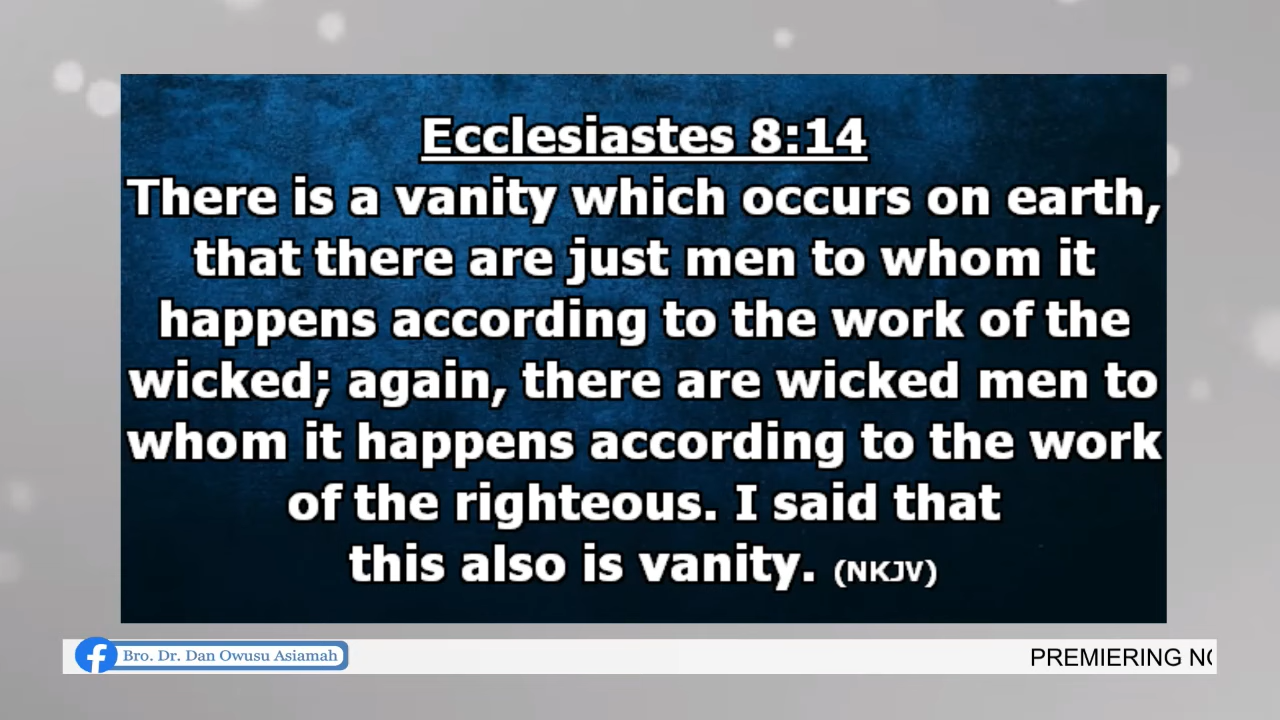 Ecclesiastes 8:14
There is a vanity which occurs on earth,
that there are just men to whom it
happens according to the work of the
wicked; again, there are wicked men to
whom it happens according to the work
of the righteous. I said that
this also is vanity. (NKJV)
Bro. Dr. Dan Owusu Asiamah
PREMIERING